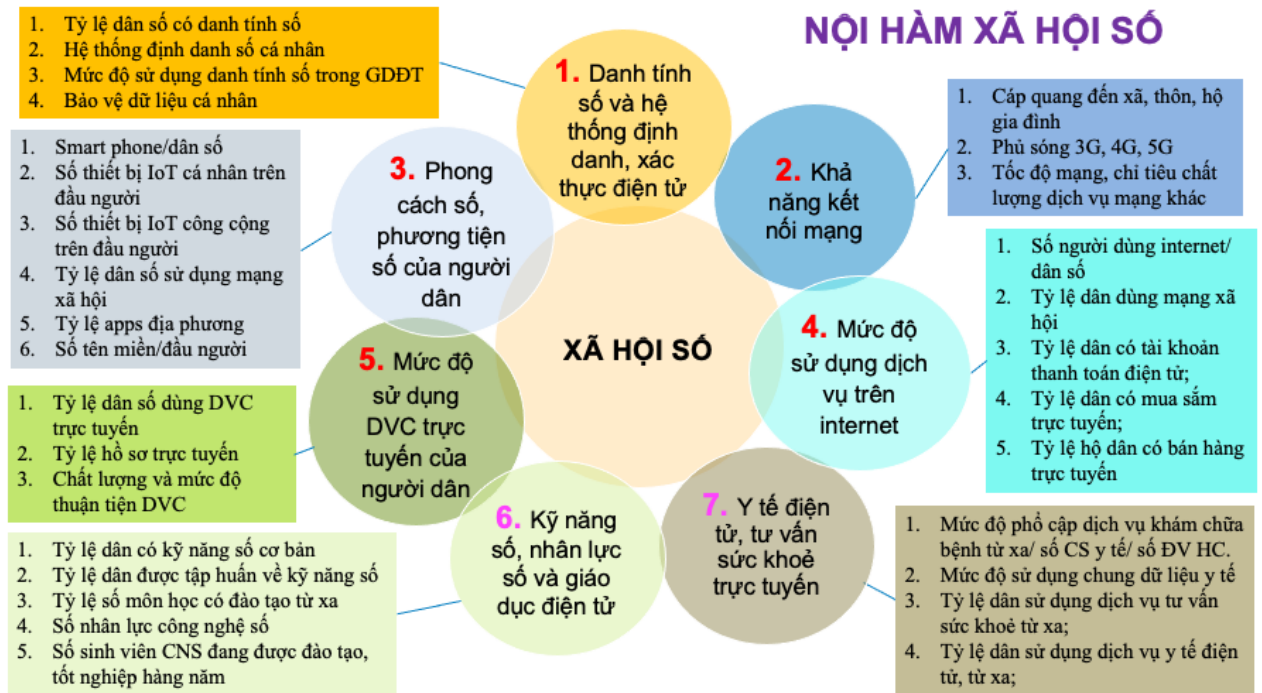 NỘI HÀM XÃ HỘI SỐ
1. Tỷ lệ dân số có danh tính số
2. Hệ thống định danh số cá nhân
3. Mức độ sử dụng danh tính số trong GDĐT
4. Bảo vệ dữ liệu cá nhân
1. Danh tính
số và hệ
thống định
danh, xác
thực điện tử
1. Cáp quang đến xã, thôn, hộ
gia đình
2. Phủ sóng 3G, 4G, 5G
3. Tốc độ mạng, chỉ tiêu chất
lượng dịch vụ mạng khác
2. Khả
năng kết
nối mạng
1. Smart phone/dân số
2. Số thiết bị IoT cá nhân trên
đầu người
3. Số thiết bị IoT công cộng
trên đầu người
4. Tỷ lệ dân số sử dụng mạng
xã hội
5. Tỷ lệ apps địa phương
6. Số tên miền/đầu người
3. Phong
cách số,
phương tiện
số của người
dân
XÃ HỘI SỐ
4. Mức độ
sử dụng dịch
vụ trên
internet
1. Số người dùng internet/
dân số
2. Tỷ lệ dân dùng mạng xã
hội
3. Tỷ lệ dân có tài khoản
thanh toán điện tử;
4. Tỷ lệ dân có mua sắm
trực tuyến;
5. Tỷ lệ hộ dân có bán hàng
trực tuyến
5. Mức độ
sử dụng
DVC trực
tuyến của
người dân
1. Tỷ lệ dân số dùng DVC
trực tuyến
2. Tỷ lệ hồ sơ trực tuyến
3. Chất lượng và mức độ
thuận tiện DVC
6. Kỹ năng
số, nhân lực
số và giáo
dục điện tử
1. Tỷ lệ dân có kỹ năng số cơ bản
2. Tỷ lệ dân được tập huấn về kỹ năng số
3. Tỷ lệ số môn học có đào tạo từ xa
4. Số nhân lực công nghệ số
5. Số sinh viên CNS đang được đào tạo,
tốt nghiệp hàng năm
7. Y tế điện
tử, tư vấn
sức khoẻ
trực tuyến
1. Mức độ phổ cập dịch vụ khám chữa
bệnh từ xa/ số CS y tế/ số ĐV HC.
2. Mức độ sử dụng chung dữ liệu y tế
3. Tỷ lệ dân sử dụng dịch vụ tư vấn
sức khoẻ từ xa;
4. Tỷ lệ dân sử dụng dịch vụ y tế điện
tử, từ xa;